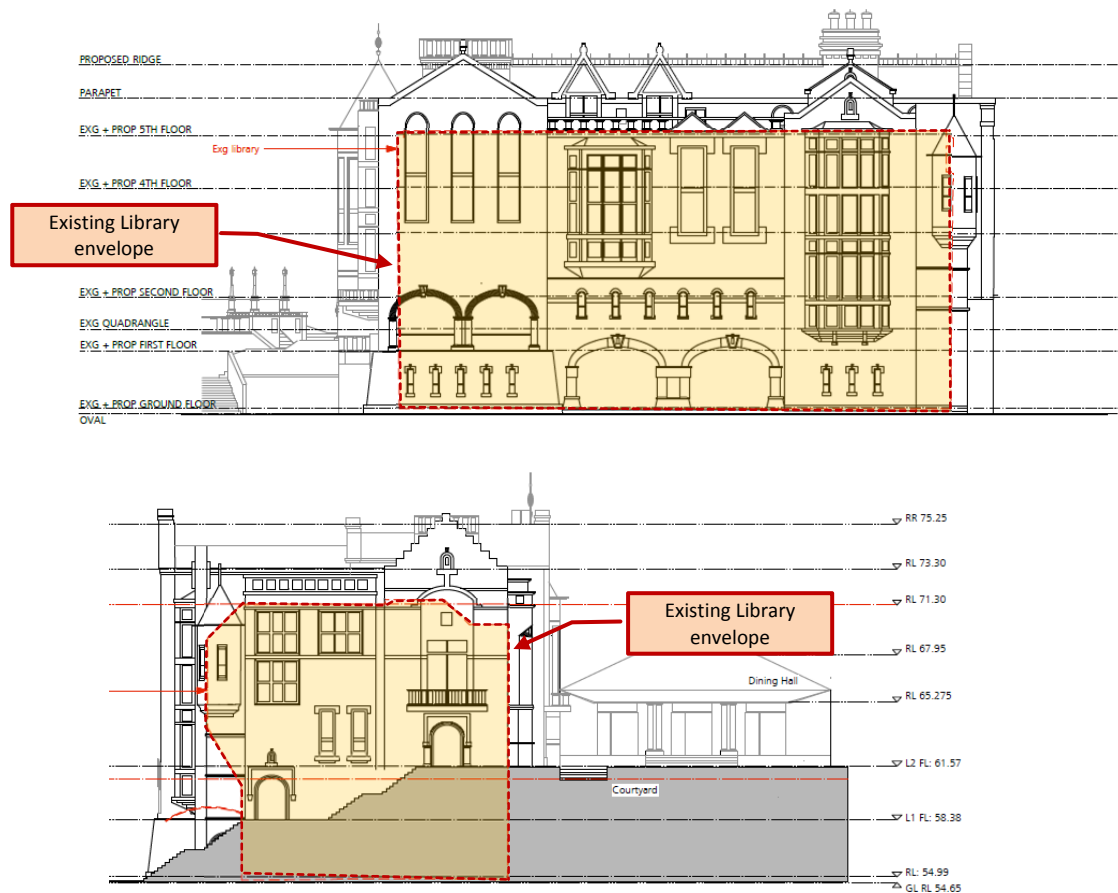 PROPOSED RIDGE
PARAPET
EXG + PROP 5TH FLOOR
Exg library
EXG + PROP 4TH FLOOR
Existing Library
envelope
EXG + PROP SECOND FLOOR
EXG QUADRANGLE
EXG + PROP FIRST FLOOR
EXG + PROP GROUND FLOOR
OVAL
RR 75.25
RL 73.30
RL 71.30
Existing Library
envelope
RL 67.95
Dining Hall
RL 65.275
L2 FL: 61.57
Courtyard
L1 FL: 58.38
RL: 54.99
GL RL 54.65